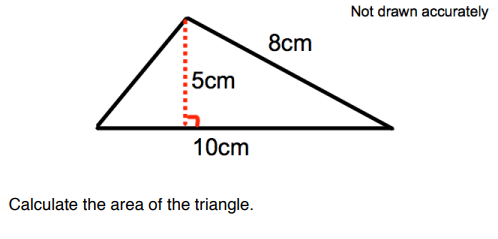 Not drawn accurately
8cm
5cm
10cm
Calculate the area of the triangle.